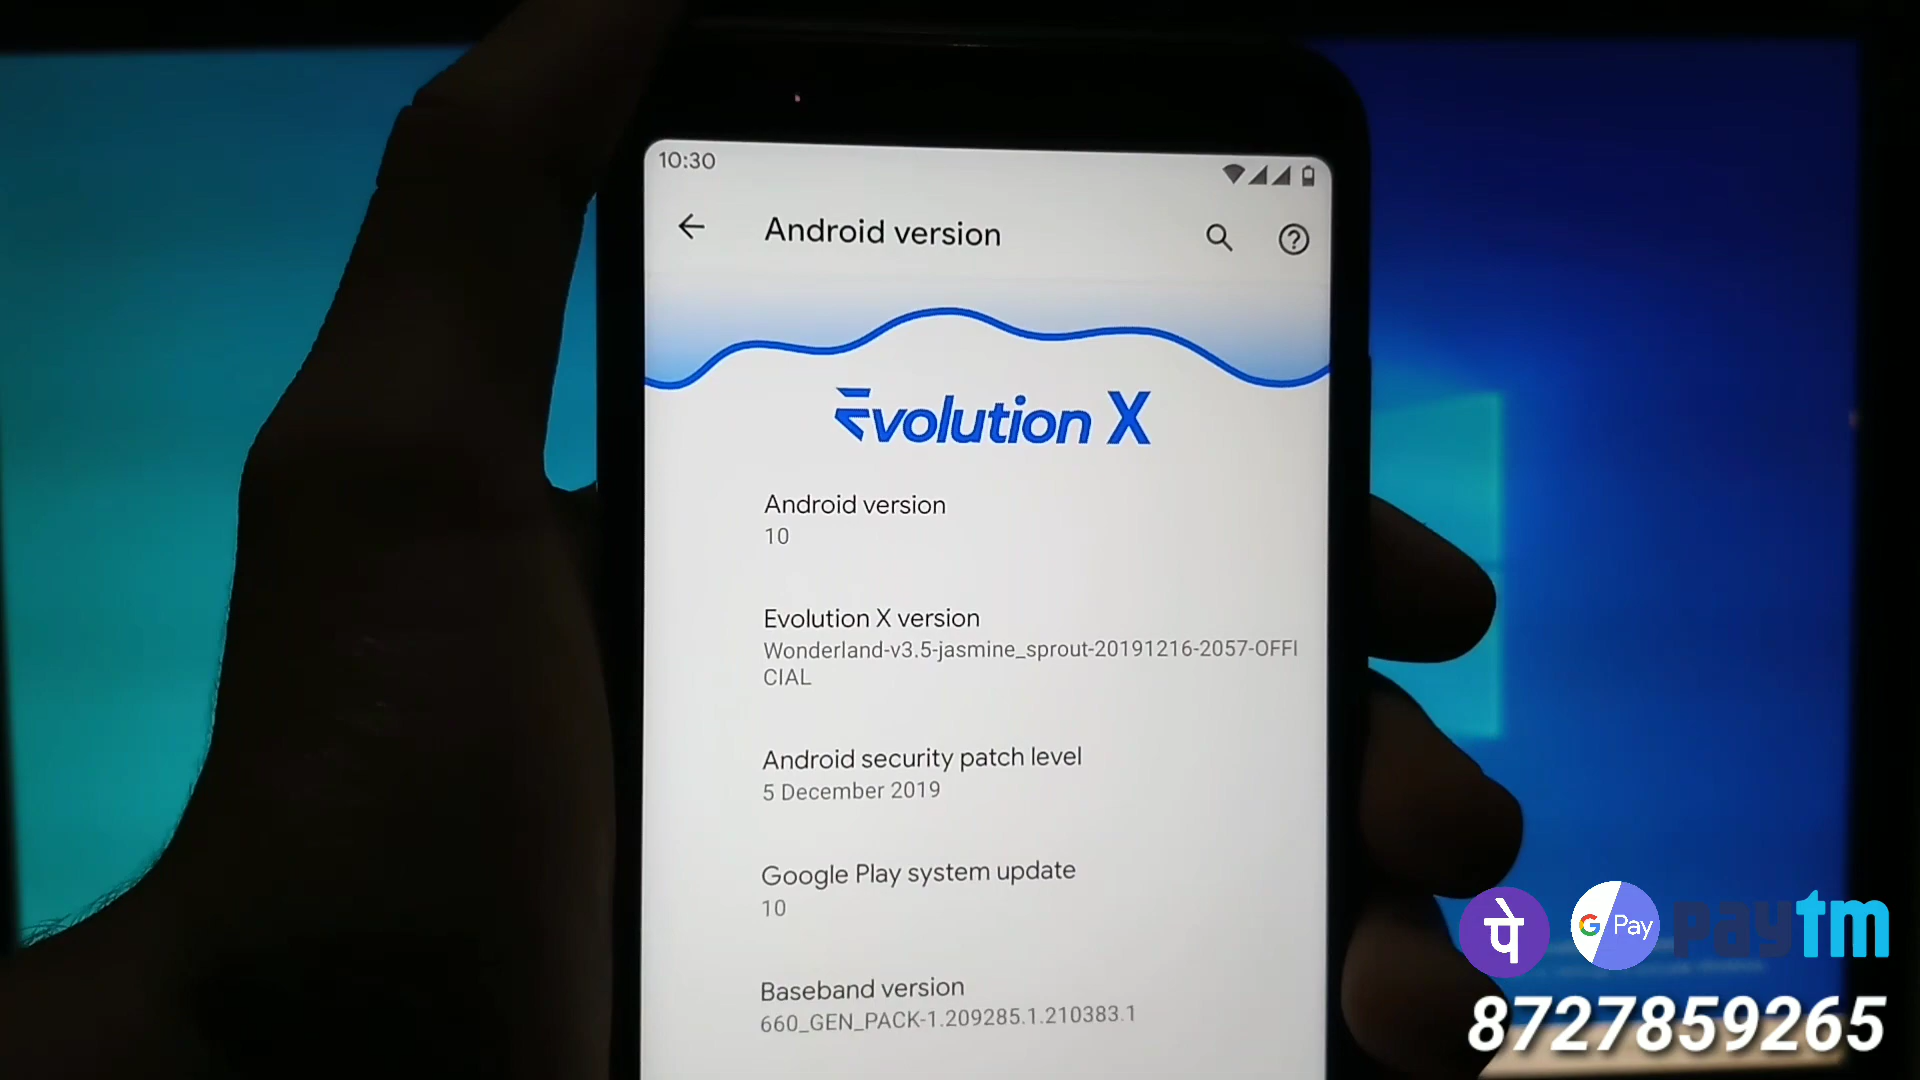 10:30
Android version
Evolution X
Android version
10
Evolution X version
Wonderland-v3.5-jasmine_sprout-20191216-2057-OFFI
CIAL
Android security patch level
5 December 2019
Google Play system update
10
Baseband version
660_GEN_PACK-1.209285.1.210383.1
पे
G Pay
paytm
8727859265